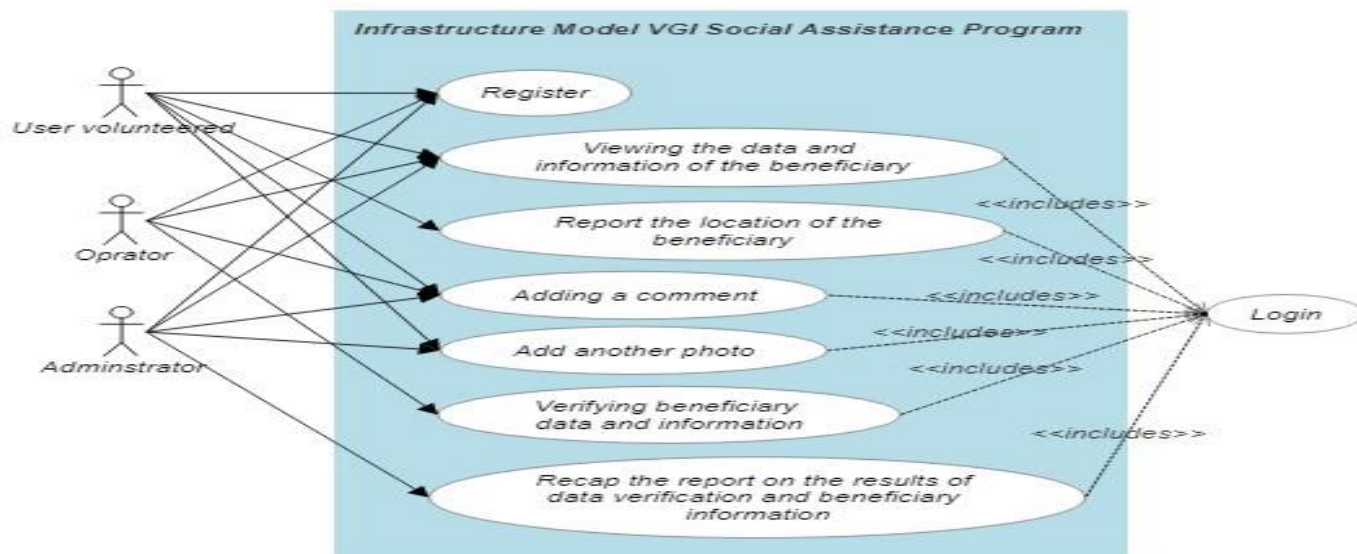 Infrastructure Model VGI Social Assistance Program
User volunteered
Oprator
Adminstrator
Register
Viewing the data and
information of the beneficiary
Report the location of the
beneficiary
Adding a comment
Add another photo
Verifying beneficiary
data and information
Recap the report on the results of
data verification and beneficiary
information
<<includes>>
<<includes>>
<<includes>>
<<includes>>
<<includes>>
<<includes>>
Login